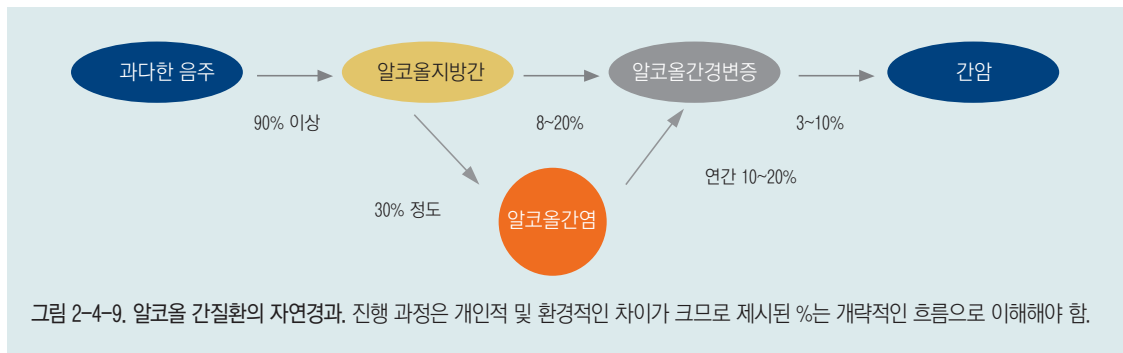 과다한 음주
알코올지방간
알코올간경변증
간암
90% 이상
8~20%
3~10%
30% 정도
알코올간염
연간 10~20%
그림 2-4-9. 알코올 간질환의 자연경과. 진행 과정은 개인적 및 환경적인 차이가 크므로 제시된 %는 개략적인 흐름으로 이해해야 함.